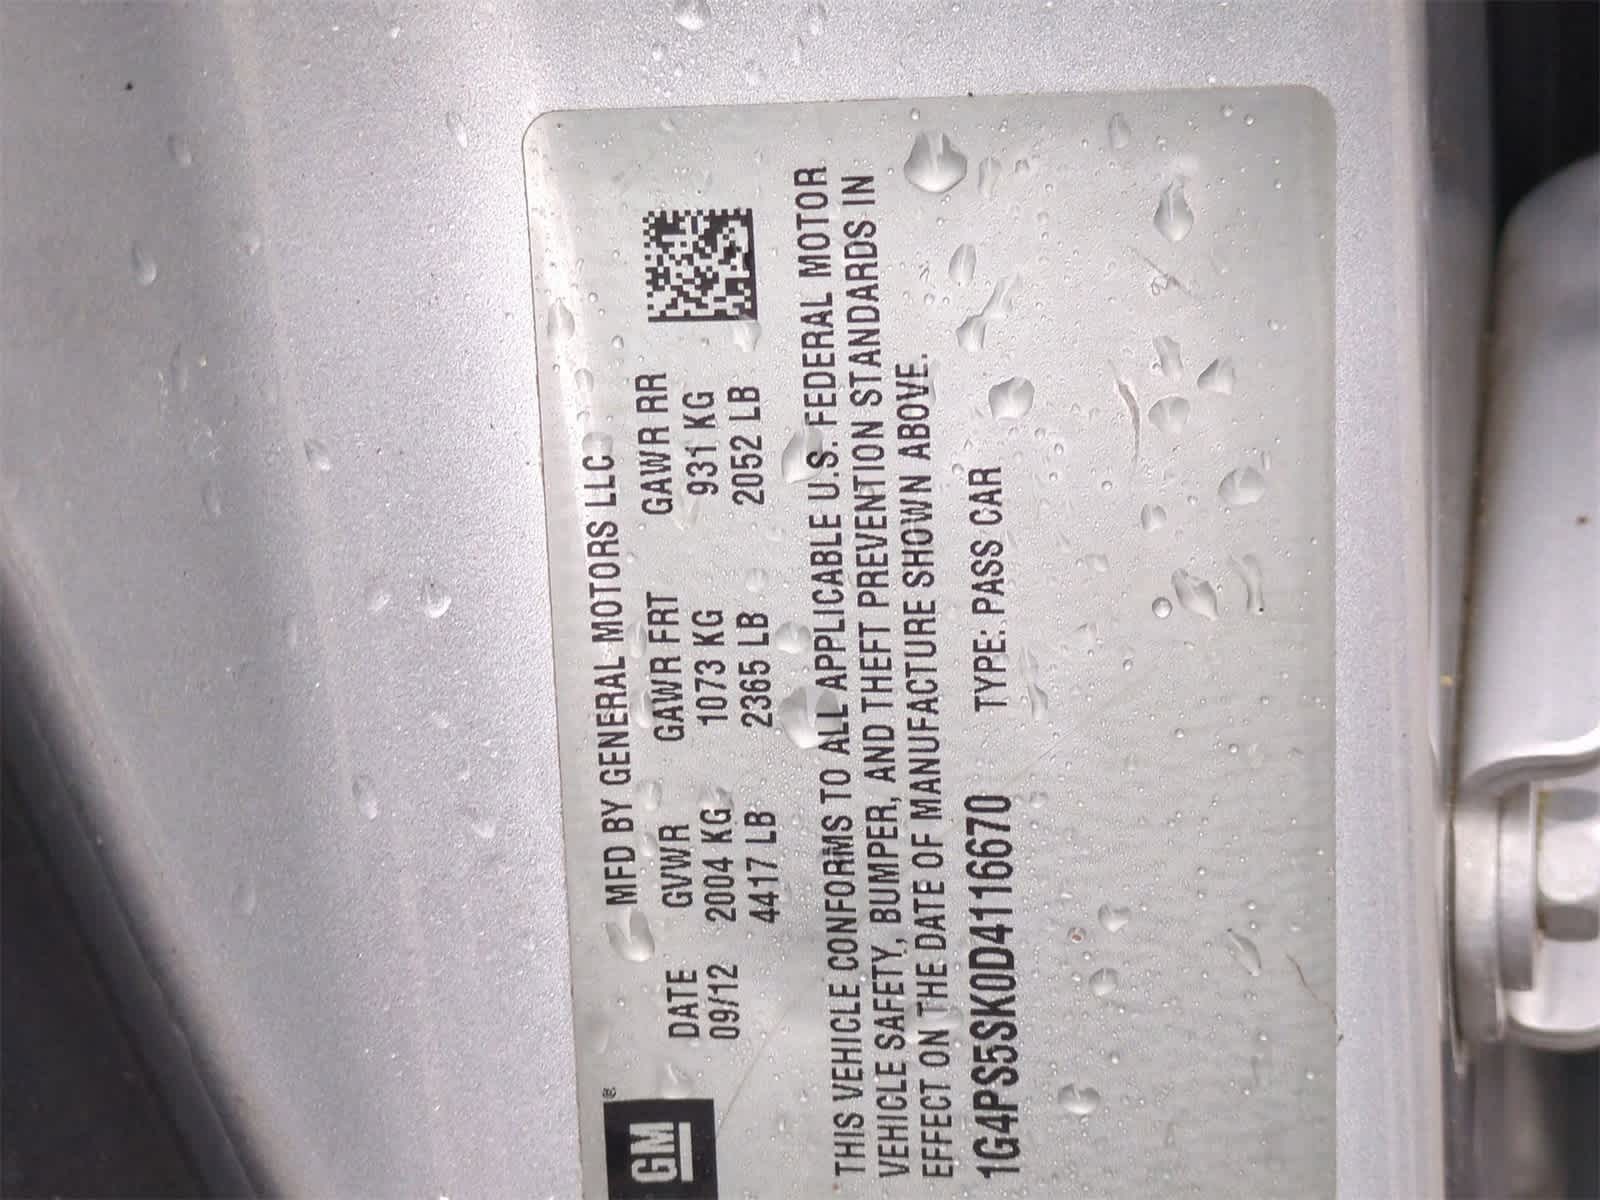 GM®
MFD BY GENERAL MOTORS LLC
DATE GVWR GAWR FRT GAWR RR
09/12 2004 KG 1073 KG 931 KG
4417 LB 2365 LB 2052 LB
THIS VEHICLE CONFORMS TO ALL APPLICABLE U.S. FEDERAL MOTOR
VEHICLE SAFETY, BUMPER, AND THEFT PREVENTION STANDARDS IN
EFFECT ON THE DATE OF MANUFACTURE SHOWN ABOVE.
1G4PS5SK0D4116670 TYPE: PASS CAR